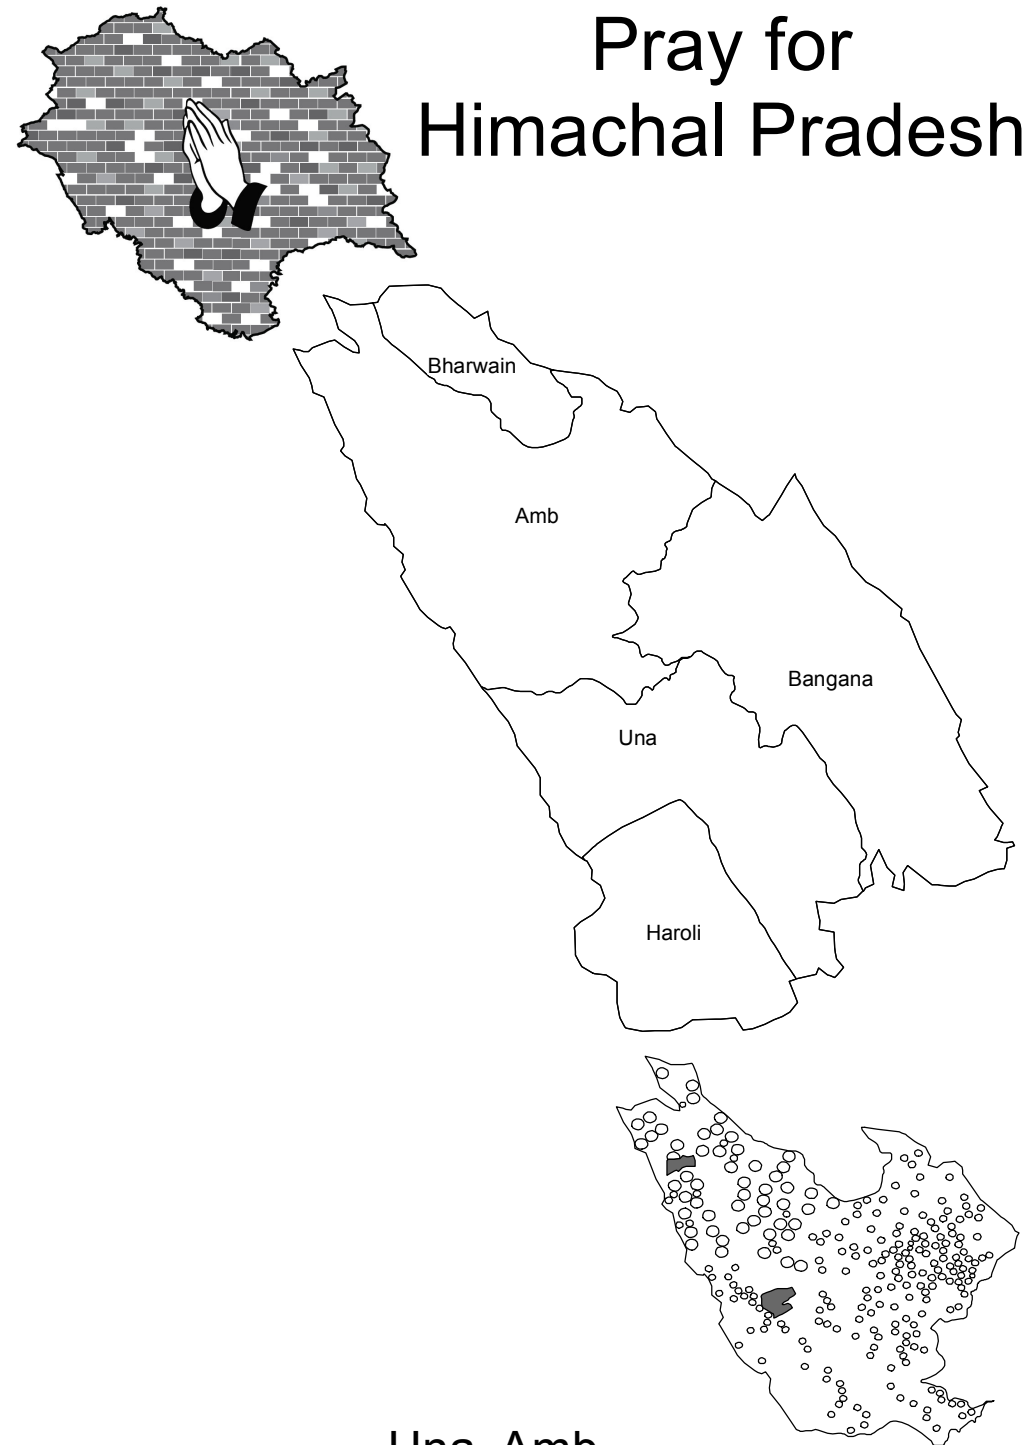 Pray for
Himachal Pradesh
Bharwain
Amb
Bangana
Una
Haroli
Una, Amb,